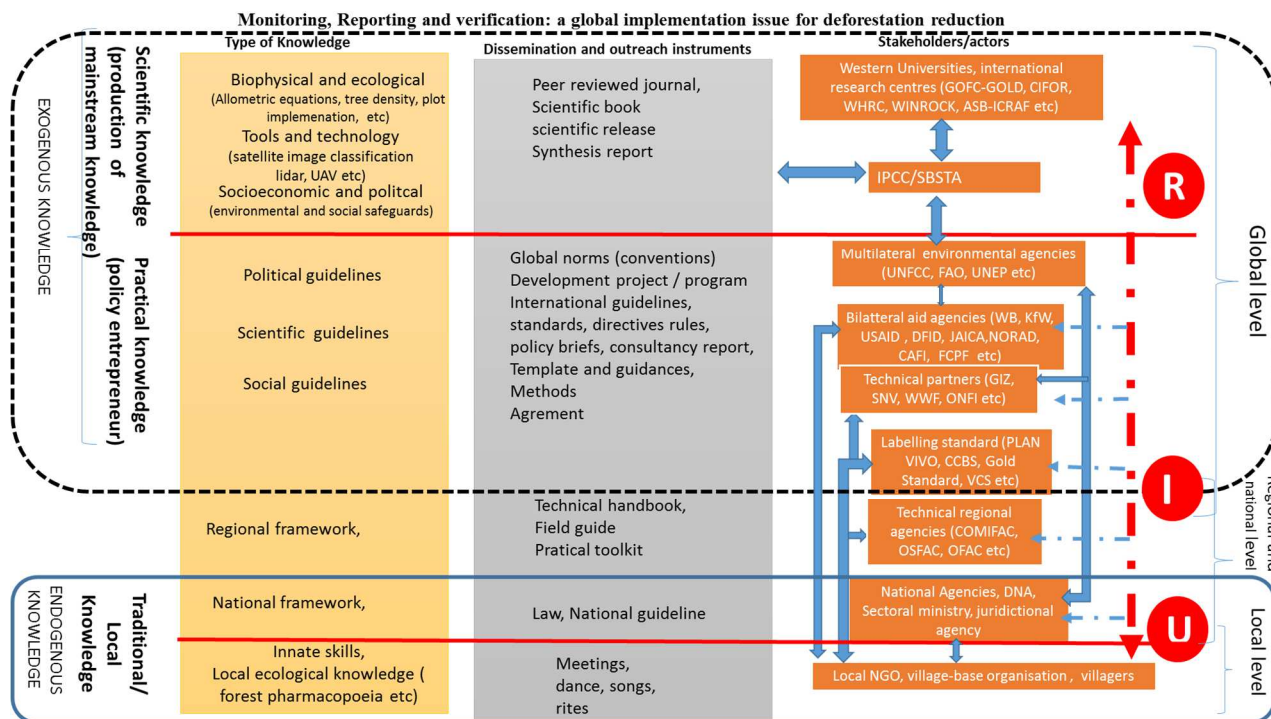 Monitoring, Reporting and verification: a global implementation issue for deforestation reduction
Type of Knowledge
Dissemination and outreach instruments
Stakeholders/actors
EXOGENOUS KNOWLEDGE
Scientific knowledge
(production of
mainstream knowledge)
Practical knowledge
(policy entrepreneur)
Biophysical and ecological
(Allometric equations, tree density, plot
implemenation, etc)
Tools and technology
(satellite image classification
lidar, UAV etc)
Socioeconomic and politcal
(environmental and social safeguards)
Peer reviewed journal,
Scientific book
scientific release
Synthesis report
Western Universities, international
research centres (GOFC-GOLD, CIFOR,
WHRC, WINROCK, ASB-ICRAF etc)
IPCC/SBSTA
R
Global level
Political guidelines
Scientific guidelines
Social guidelines
Global norms (conventions)
Development project / program
International guidelines,
standards, directives rules,
policy briefs, consultancy report,
Template and guidances,
Methods
Agrement
Multilateral environmental agencies
(UNFCC, FAO, UNEP etc)
Bilatteral aid agencies (WB, KfW,
USAID , DFID, JAICA,NORAD,
CAFI, FCPF etc)
Technical partners (GIZ,
SNV, WWF, ONFI etc)
Labelling standard (PLAN
VIVO, CCBS, Gold
Standard, VCS etc)
I
Regional framework,
Technical handbook,
Field guide
Pratical toolkit
Technical regional
agencies (COMIFAC,
OSFAC, OFAC etc)
Regional and
national level
ENDOGENOUS
KNOWLEDGE
Traditional/
Local
Knowledge
National framework,
Law, National guideline
National Agencies, DNA,
Sectoral ministry, juridictional
agency
U
Local level
Innate skills,
Local ecological knowledge (
forest pharmacopoeia etc)
Meetings,
dance, songs,
rites
Local NGO, village-base organisation , villagers